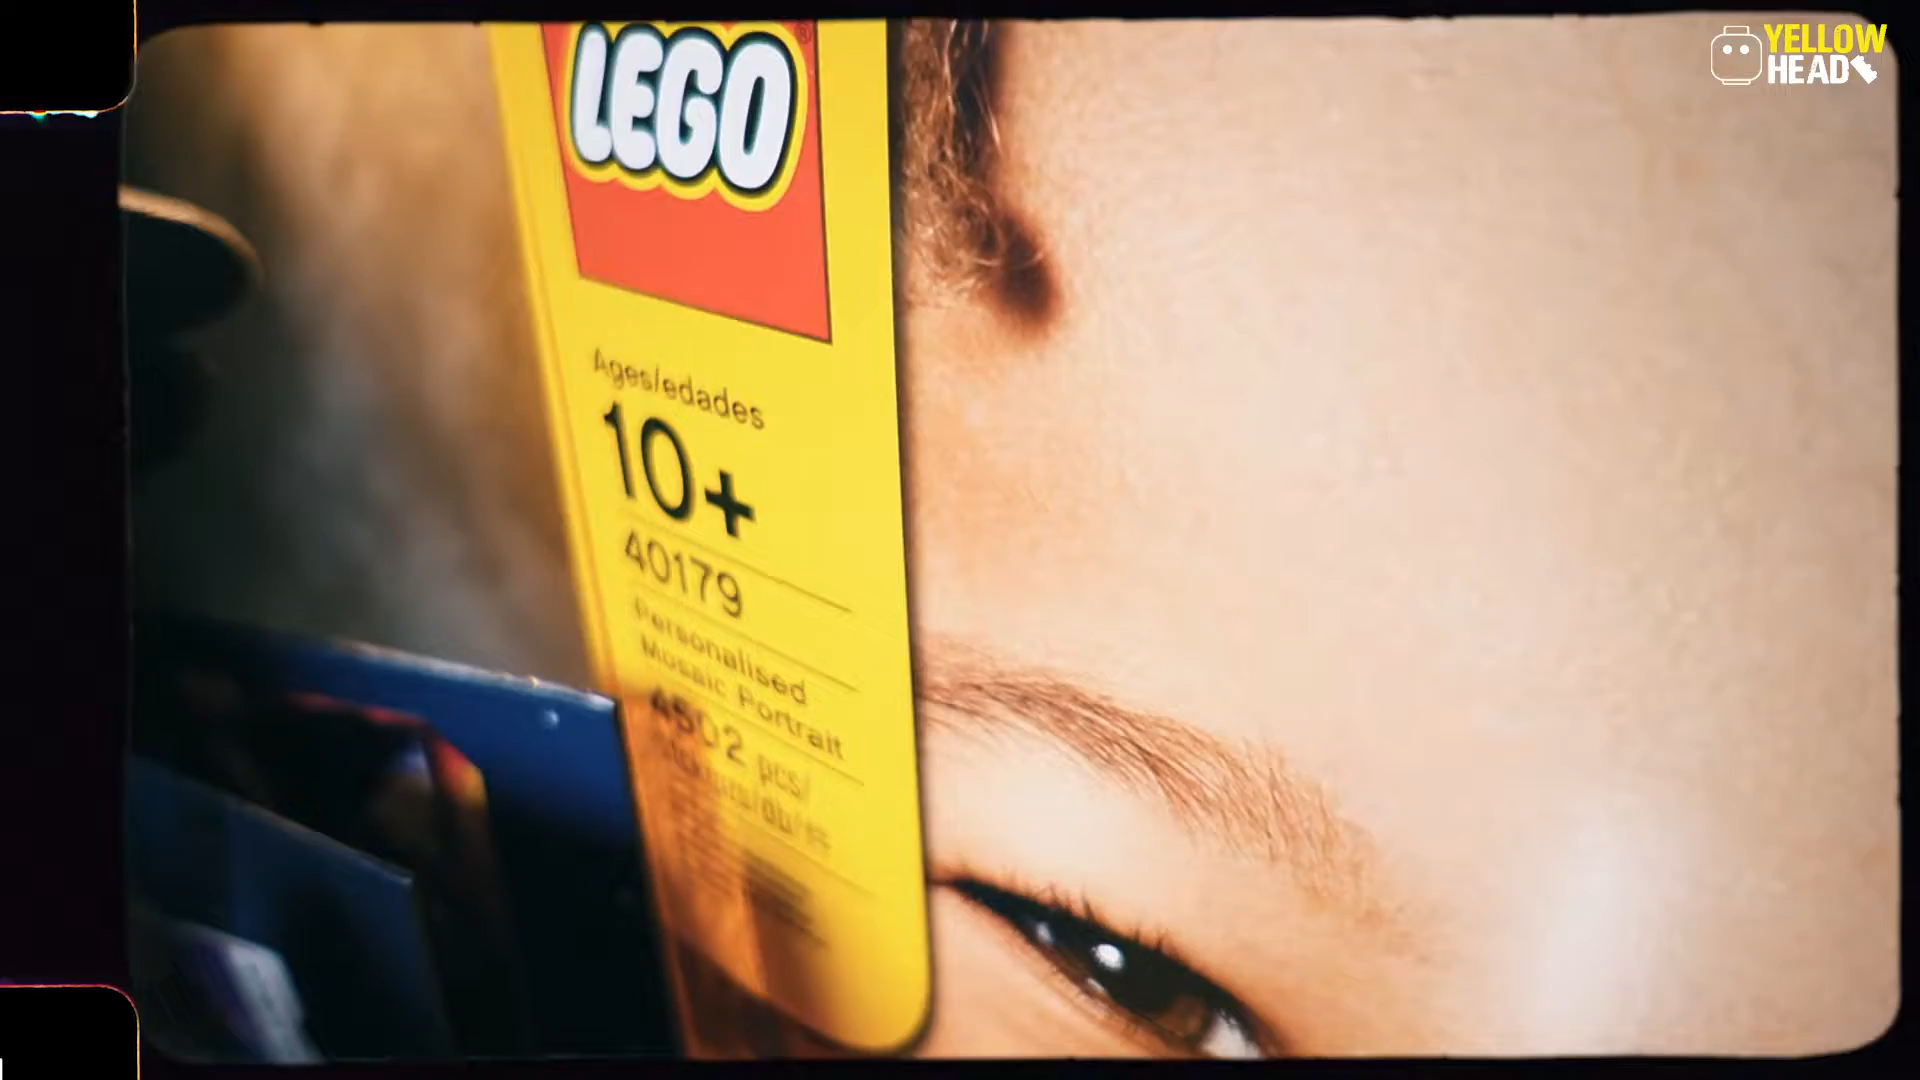 LEGO
YELLOW
HEAD
Ages/edades
10+
40179
Personalised
Mosaic Portrait
4502 pcs/